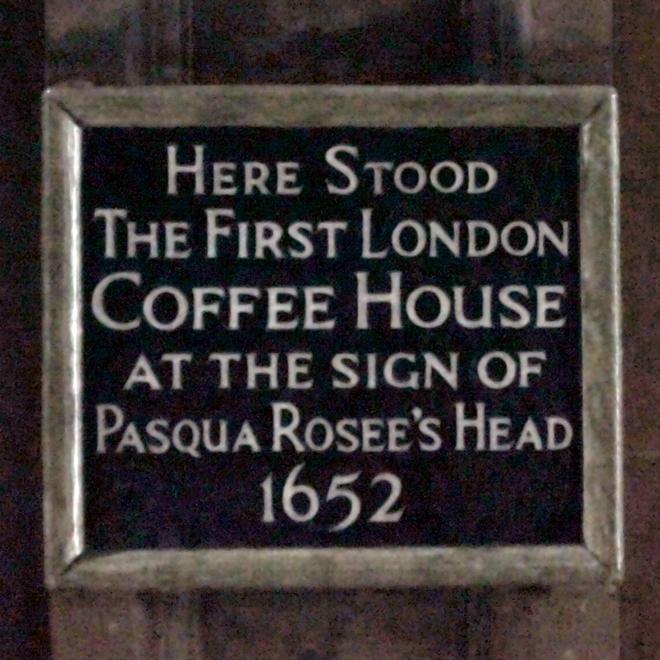 Here Stood
The First London
Coffee House
at the sign of
Pasqua Rosee's Head
1652